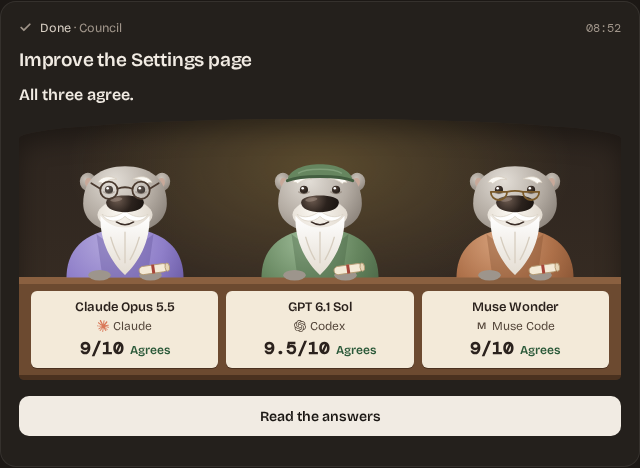 Done · Council
08:52
Improve the Settings page
All three agree.
Claude Opus 5.5
Claude
9/10 Agrees
GPT 6.1 Sol
Codex
9.5/10 Agrees
Muse Wonder
M Muse Code
9/10 Agrees
Read the answers